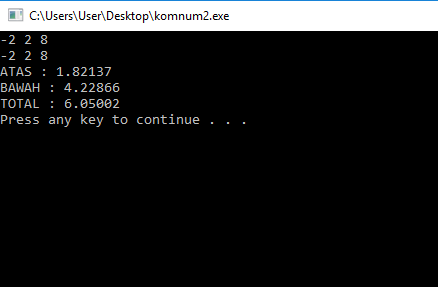 C:\Users\User\Desktop\komnum2.exe
-2 2 8
-2 2 8
ATAS : 1.82137
BAWAH : 4.22866
TOTAL : 6.05002
Press any key to continue . . .